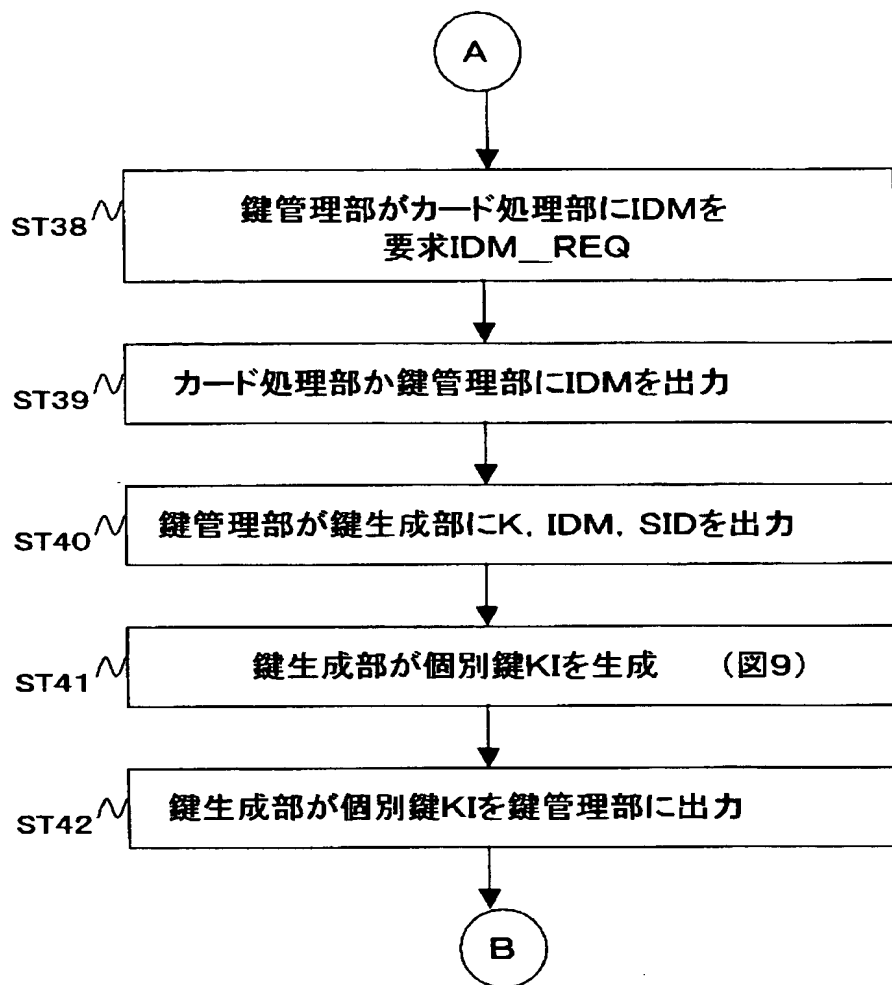 A
ST38
鍵管理部がカード処理部にIDMを
要求IDM__REQ
ST39
カード処理部か鍵管理部にIDMを出力
ST40
鍵管理部が鍵生成部にK, IDM, SIDを出力
ST41
鍵生成部が個別鍵KIを生成 (図9)
ST42
鍵生成部が個別鍵KIを鍵管理部に出力
B